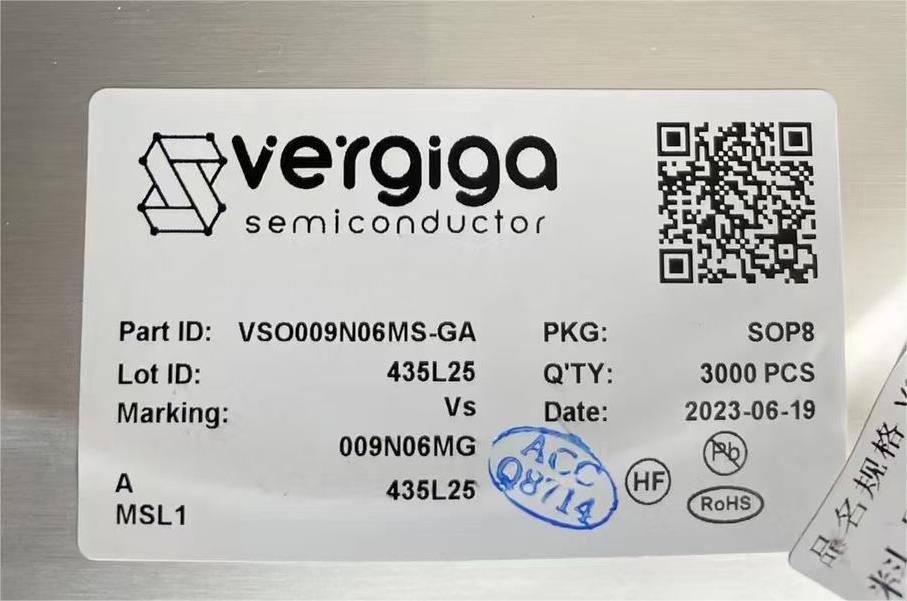 vergiga
semiconductor
Part ID: VSO009N06MS-GA PKG: SOP8
Lot ID: 435L25 Q'TY: 3000 PCS
Marking: Vs Date: 2023-06-19
009N06MG
A 435L25
MSL1
ACC
Q8714
HF
Pb
RoHS
品名规格
料